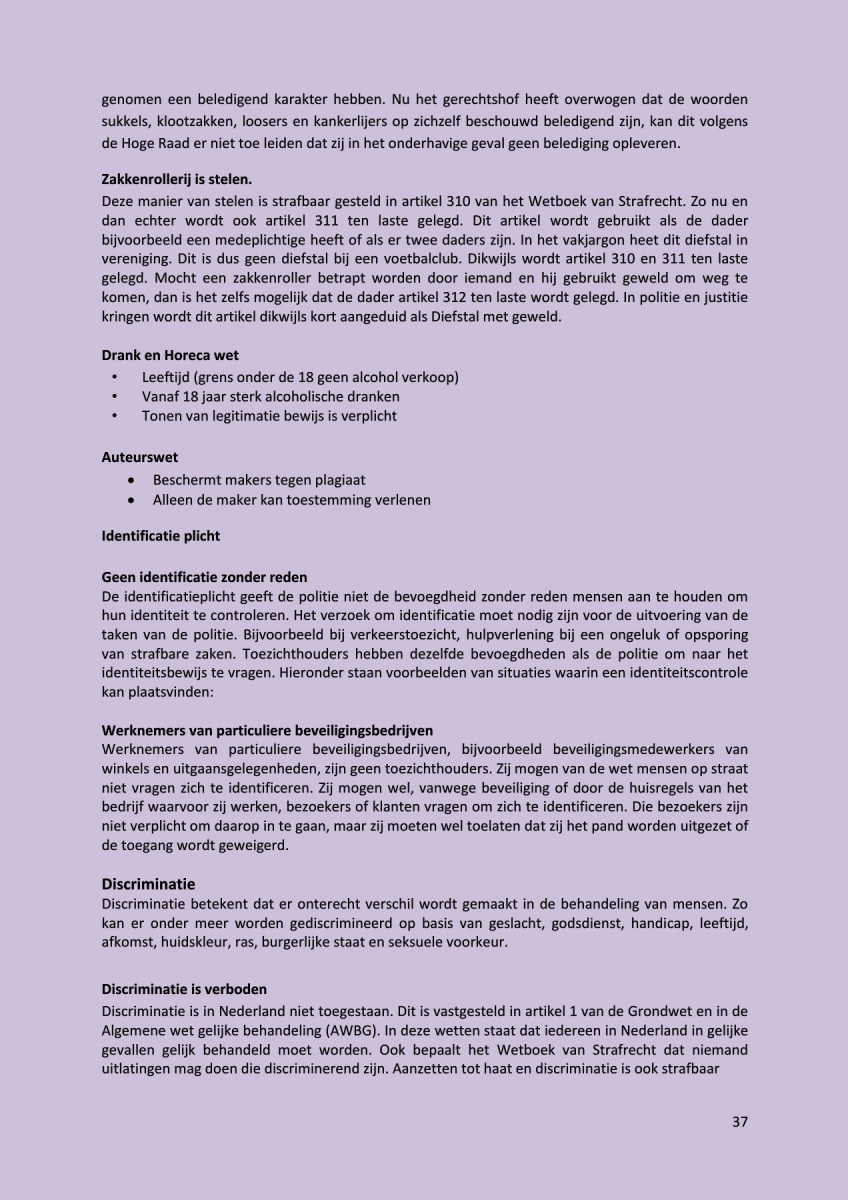 genomen een beledigend karakter hebben. Nu het gerechtshof heeft overwogen dat de woorden
sukkels, klootzakken, loosers en kankerlijers op zichzelf beschouwd beledigend zijn, kan dit volgens
de Hoge Raad er niet toe leiden dat zij in het onderhavige geval geen belediging opleveren.
Zakkenrollerij is stelen.
Deze manier van stelen is strafbaar gesteld in artikel 310 van het Wetboek van Strafrecht. Zo nu en
dan echter wordt ook artikel 311 ten laste gelegd. Dit artikel wordt gebruikt als de dader
bijvoorbeeld een medeplichtige heeft of als er twee daders zijn. In het vakjargon heet dit diefstal in
vereniging. Dit is dus geen diefstal bij een voetbalclub. Dikwijls wordt artikel 310 en 311 ten laste
gelegd. Mocht een zakkenroller betrapt worden door iemand en hij gebruikt geweld om weg te
komen, dan is het zelfs mogelijk dat de dader artikel 312 ten laste wordt gelegd. In politie en justitie
kringen wordt dit artikel dikwijls kort aangeduid als Diefstal met geweld.
Drank en Horeca wet
• Leeftijd (grens onder de 18 geen alcohol verkoop)
• Vanaf 18 jaar sterk alcoholische dranken
• Tonen van legitimatie bewijs is verplicht
Auteurswet
• Beschermt makers tegen plagiaat
• Alleen de maker kan toestemming verlenen
Identificatie plicht
Geen identificatie zonder reden
De identificatieplicht geeft de politie niet de bevoegdheid zonder reden mensen aan te houden om
hun identiteit te controleren. Het verzoek om identificatie moet nodig zijn voor de uitvoering van de
taken van de politie. Bijvoorbeeld bij verkeerstoezicht, hulpverlening bij een ongeluk of opsporing
van strafbare zaken. Toezichthouders hebben dezelfde bevoegdheden als de politie om naar het
identiteitsbewijs te vragen. Hieronder staan voorbeelden van situaties waarin een identiteitscontrole
kan plaatsvinden:
Werknemers van particuliere beveiligingsbedrijven
Werknemers van particuliere beveiligingsbedrijven, bijvoorbeeld beveiligingsmedewerkers van
winkels en uitgaansgelegenheden, zijn geen toezichthouders. Zij mogen van de wet mensen op straat
niet vragen zich te identificeren. Zij mogen wel, vanwege beveiliging of door de huisregels van het
bedrijf waarvoor zij werken, bezoekers of klanten vragen om zich te identificeren. Die bezoekers zijn
niet verplicht om daarop in te gaan, maar zij moeten wel toelaten dat zij het pand worden uitgezet of
de toegang wordt geweigerd.
Discriminatie
Discriminatie betekent dat er onterecht verschil wordt gemaakt in de behandeling van mensen. Zo
kan er onder meer worden gediscrimineerd op basis van geslacht, godsdienst, handicap, leeftijd,
afkomst, huidskleur, ras, burgerlijke staat en seksuele voorkeur.
Discriminatie is verboden
Discriminatie is in Nederland niet toegestaan. Dit is vastgesteld in artikel 1 van de Grondwet en in de
Algemene wet gelijke behandeling (AWBG). In deze wetten staat dat iedereen in Nederland in gelijke
gevallen gelijk behandeld moet worden. Ook bepaalt het Wetboek van Strafrecht dat niemand
uitlatingen mag doen die discriminerend zijn. Aanzetten tot haat en discriminatie is ook strafbaar
37